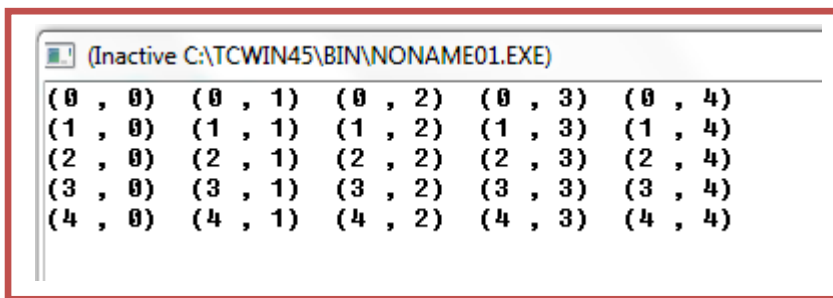 (Inactive C:\TCWIN45\BIN\NONAME01.EXE)
(0 , 0) (0 , 1) (0 , 2) (0 , 3) (0 , 4)
(1 , 0) (1 , 1) (1 , 2) (1 , 3) (1 , 4)
(2 , 0) (2 , 1) (2 , 2) (2 , 3) (2 , 4)
(3 , 0) (3 , 1) (3 , 2) (3 , 3) (3 , 4)
(4 , 0) (4 , 1) (4 , 2) (4 , 3) (4 , 4)